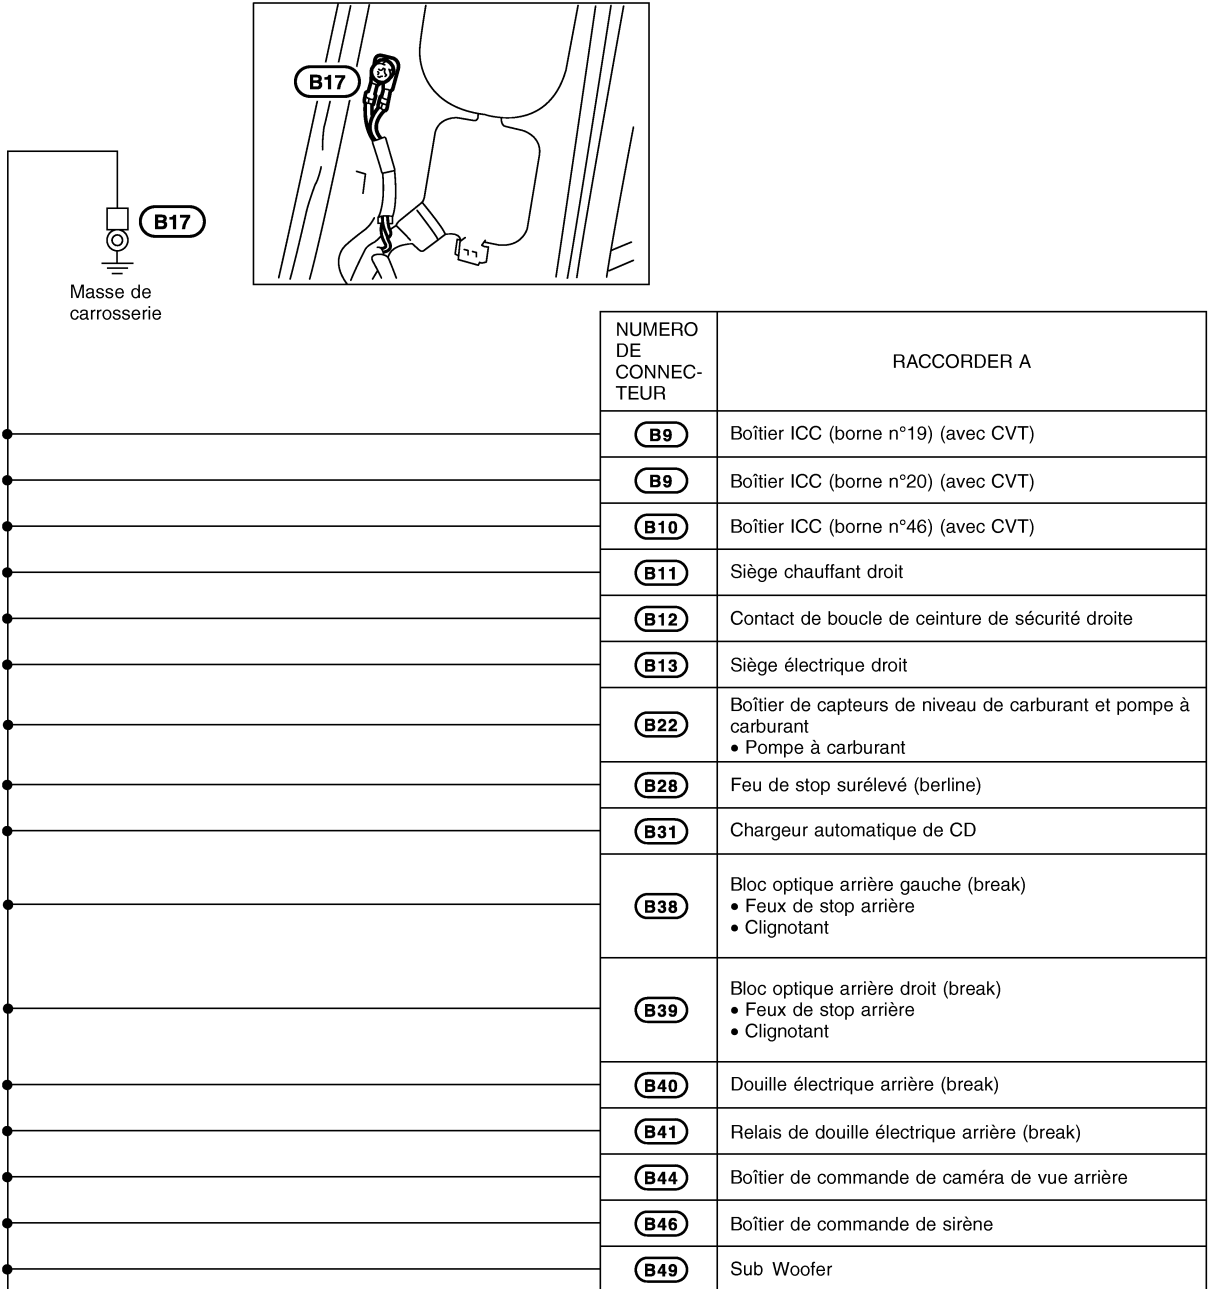 B17
B17
Masse de
carrosserie
NUMERO
DE
CONNEC-
TEUR
RACCORDER A
B9
Boîtier ICC (borne n°19) (avec CVT)
B9
Boîtier ICC (borne n°20) (avec CVT)
B10
Boîtier ICC (borne n°46) (avec CVT)
B11
Siège chauffant droit
B12
Contact de boucle de ceinture de sécurité droite
B13
Siège électrique droit
B22
Boîtier de capteurs de niveau de carburant et pompe à
carburant
• Pompe à carburant
B28
Feu de stop surélevé (berline)
B31
Chargeur automatique de CD
B38
Bloc optique arrière gauche (break)
• Feux de stop arrière
• Clignotant
B39
Bloc optique arrière droit (break)
• Feux de stop arrière
• Clignotant
B40
Douille électrique arrière (break)
B41
Relais de douille électrique arrière (break)
B44
Boîtier de commande de caméra de vue arrière
B46
Boîtier de commande de sirène
B49
Sub Woofer